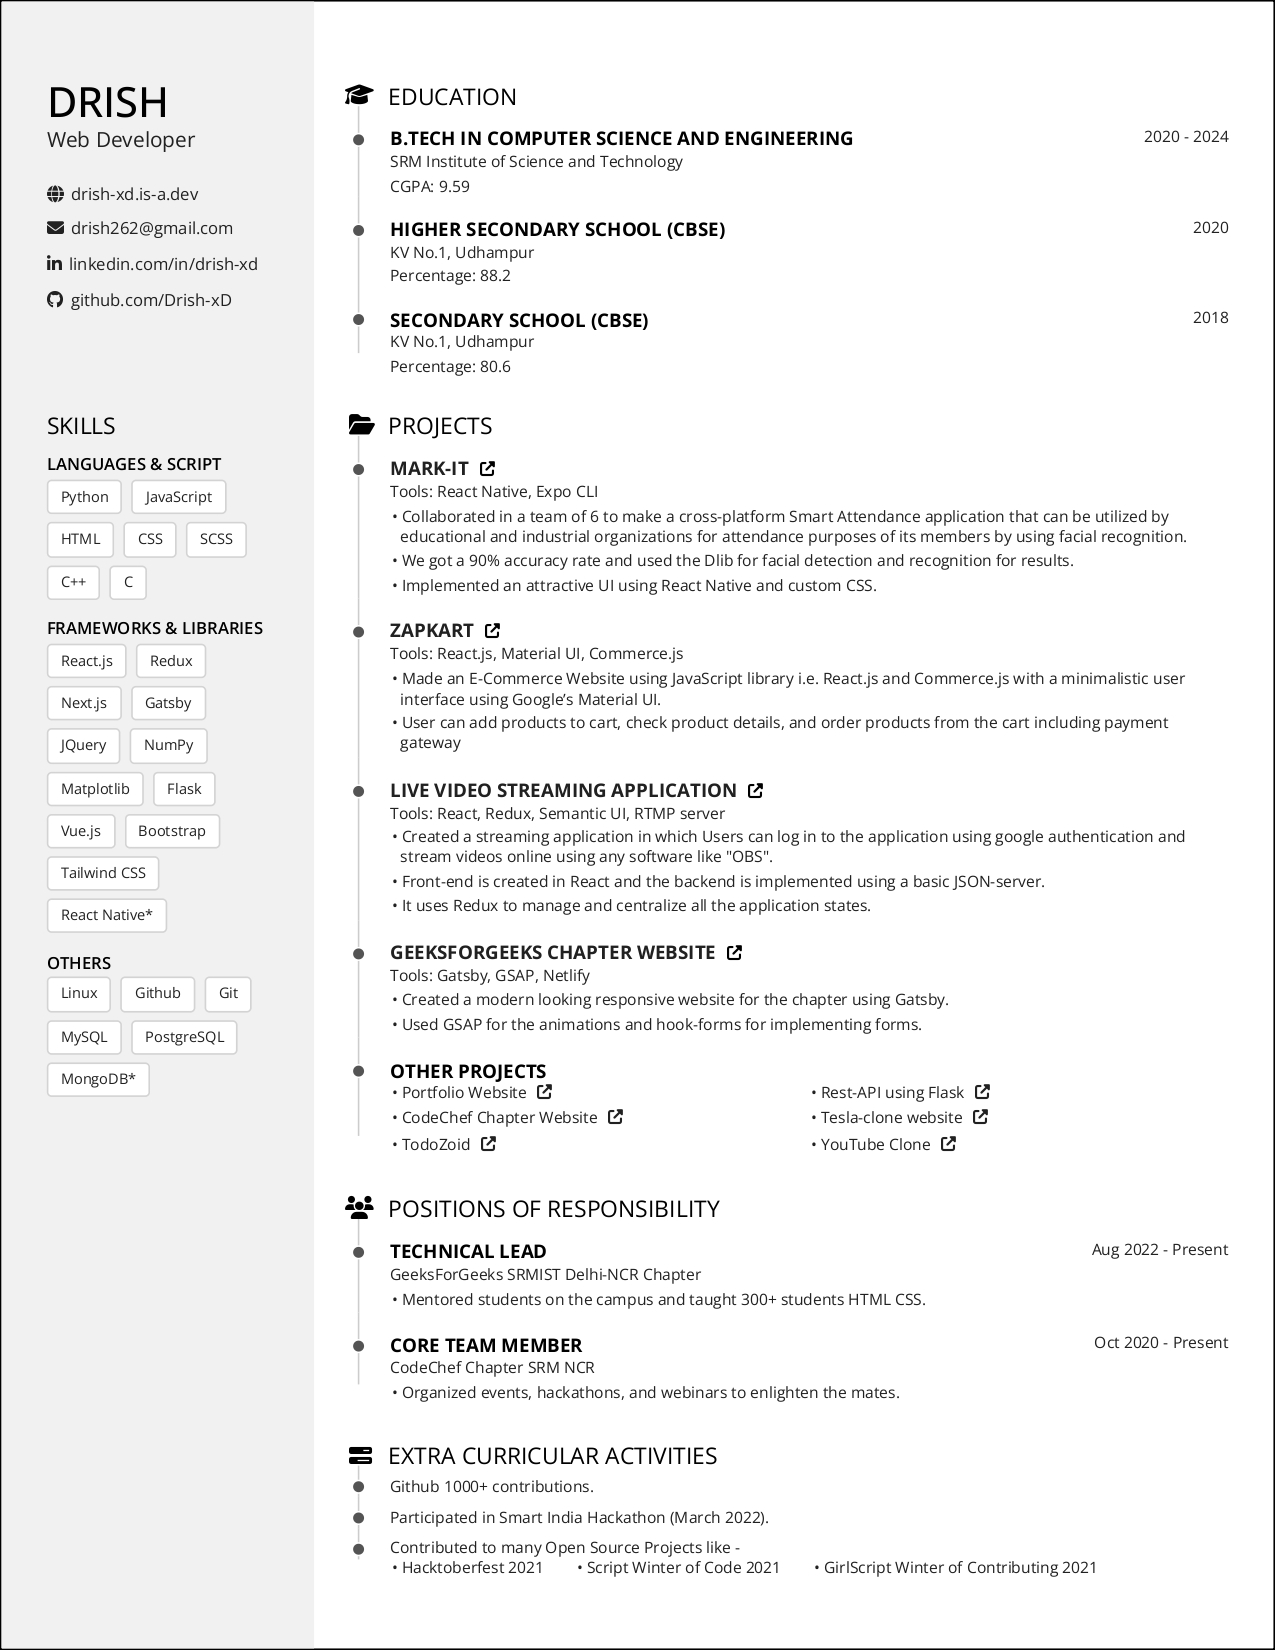 DRISH
Web Developer
drish-xd.is-a.dev
drish262@gmail.com
linkedin.com/in/drish-xd
github.com/Drish-xD
SKILLS
LANGUAGES & SCRIPT
Python JavaScript
HTML CSS SCSS
C++ C
FRAMEWORKS & LIBRARIES
React.js Redux
Next.js Gatsby
JQuery NumPy
Matplotlib Flask
Vue.js Bootstrap
Tailwind CSS
React Native*
OTHERS
Linux Github Git
MySQL PostgreSQL
MongoDB*
EDUCATION
B.TECH IN COMPUTER SCIENCE AND ENGINEERING 2020 - 2024
SRM Institute of Science and Technology
CGPA: 9.59
HIGHER SECONDARY SCHOOL (CBSE) 2020
KV No.1, Udhampur
Percentage: 88.2
SECONDARY SCHOOL (CBSE) 2018
KV No.1, Udhampur
Percentage: 80.6
PROJECTS
MARK-IT
Tools: React Native, Expo CLI
• Collaborated in a team of 6 to make a cross-platform Smart Attendance application that can be utilized by
educational and industrial organizations for attendance purposes of its members by using facial recognition.
• We got a 90% accuracy rate and used the Dlib for facial detection and recognition for results.
• Implemented an attractive UI using React Native and custom CSS.
ZAPKART
Tools: React.js, Material UI, Commerce.js
• Made an E-Commerce Website using JavaScript library i.e. React.js and Commerce.js with a minimalistic user
interface using Google’s Material UI.
• User can add products to cart, check product details, and order products from the cart including payment
gateway
LIVE VIDEO STREAMING APPLICATION
Tools: React, Redux, Semantic UI, RTMP server
• Created a streaming application in which Users can log in to the application using google authentication and
stream videos online using any software like "OBS".
• Front-end is created in React and the backend is implemented using a basic JSON-server.
• It uses Redux to manage and centralize all the application states.
GEEKSFORGEEKS CHAPTER WEBSITE
Tools: Gatsby, GSAP, Netlify
• Created a modern looking responsive website for the chapter using Gatsby.
• Used GSAP for the animations and hook-forms for implementing forms.
OTHER PROJECTS
• Portfolio Website • Rest-API using Flask
• CodeChef Chapter Website • Tesla-clone website
• TodoZoid • YouTube Clone
POSITIONS OF RESPONSIBILITY
TECHNICAL LEAD Aug 2022 - Present
GeeksForGeeks SRMIST Delhi-NCR Chapter
• Mentored students on the campus and taught 300+ students HTML CSS.
CORE TEAM MEMBER Oct 2020 - Present
CodeChef Chapter SRM NCR
• Organized events, hackathons, and webinars to enlighten the mates.
EXTRA CURRICULAR ACTIVITIES
Github 1000+ contributions.
Participated in Smart India Hackathon (March 2022).
Contributed to many Open Source Projects like -
• Hacktoberfest 2021 • Script Winter of Code 2021 • GirlScript Winter of Contributing 2021